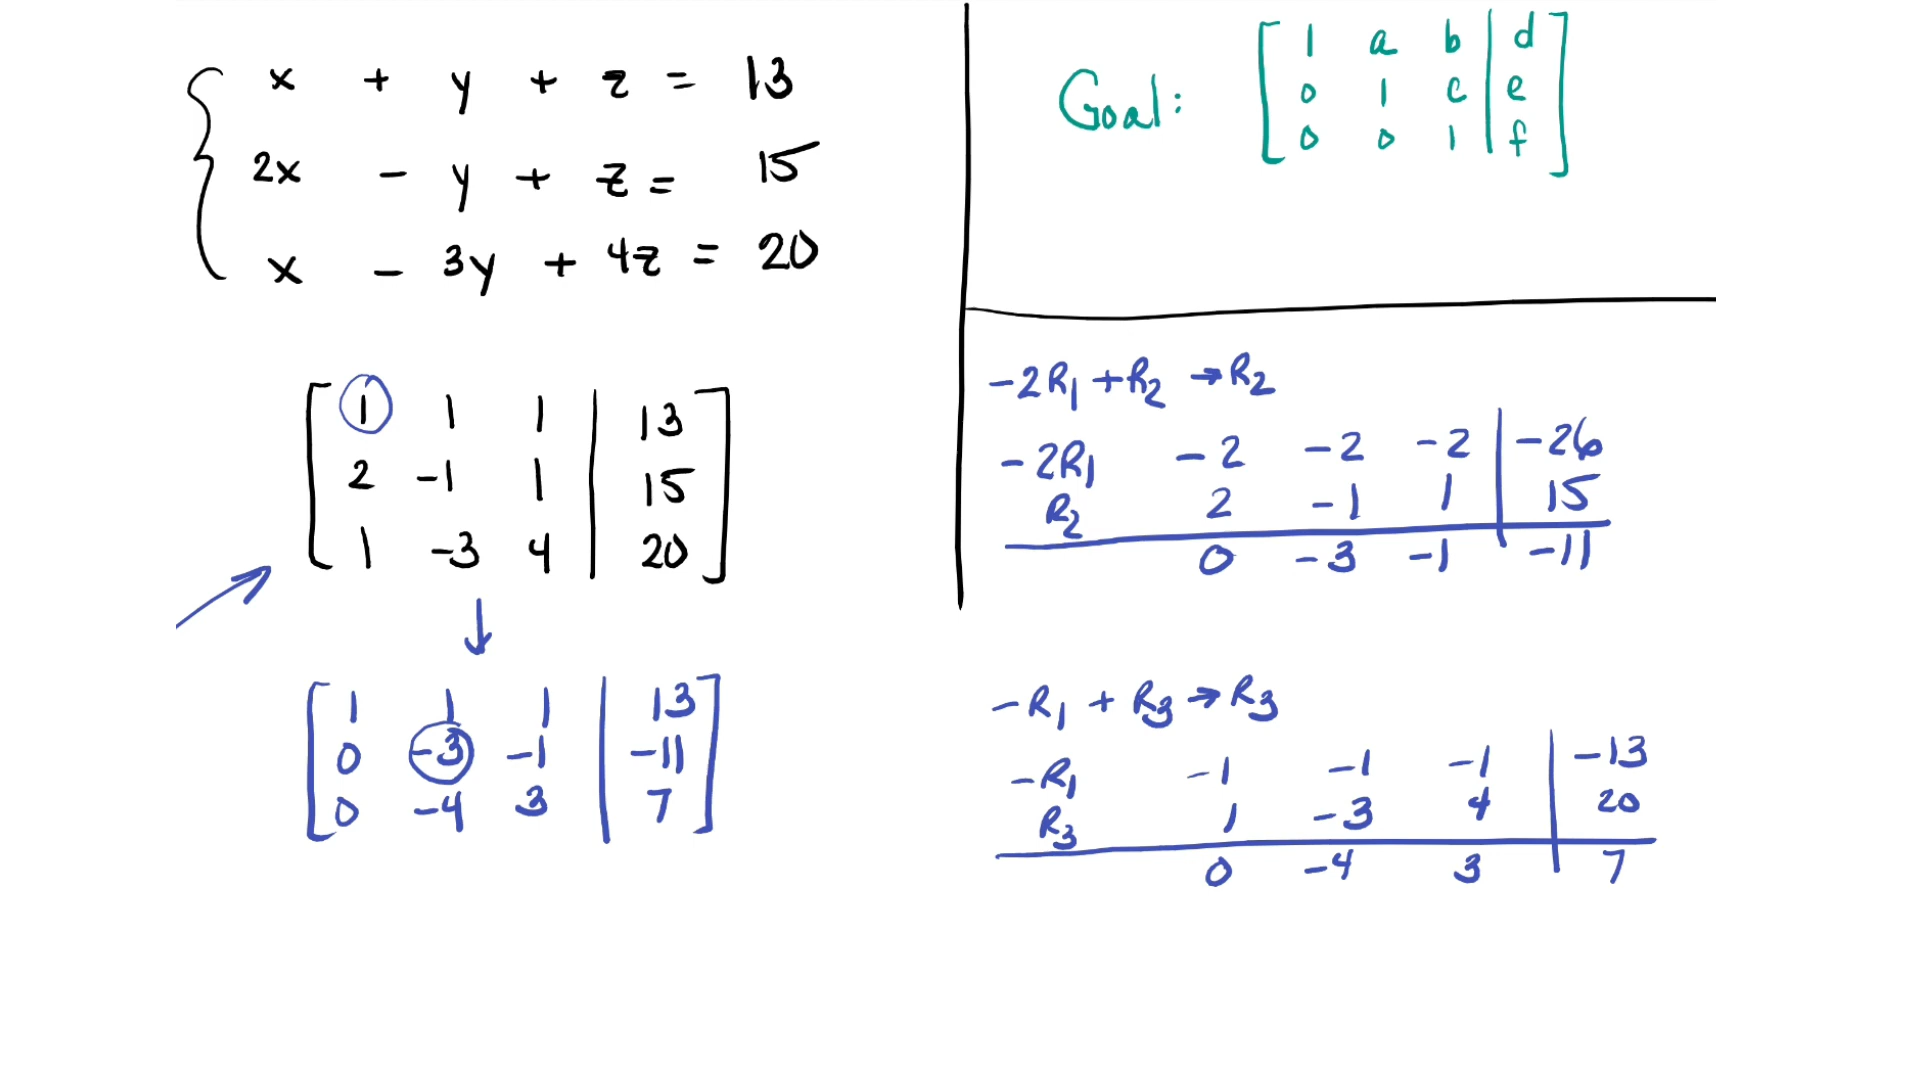 x + y + z = 13
2x - y + z = 15
x - 3y + 4z = 20
Goal:
1 a b | d
0 1 c | e
0 0 1 | f
1 1 1 | 13
2 -1 1 | 15
1 -3 4 | 20
1 1 1 | 13
0 -3 -1 | -11
0 -4 3 | 7
-2R₁ + R₂ → R₂
-2R₁ -2 -2 -2 | -26
R₂ 2 -1 1 | 15
0 -3 -1 | -11
-R₁ + R₃ → R₃
-R₁ -1 -1 -1 | -13
R₃ 1 -3 4 | 20
0 -4 3 | 7